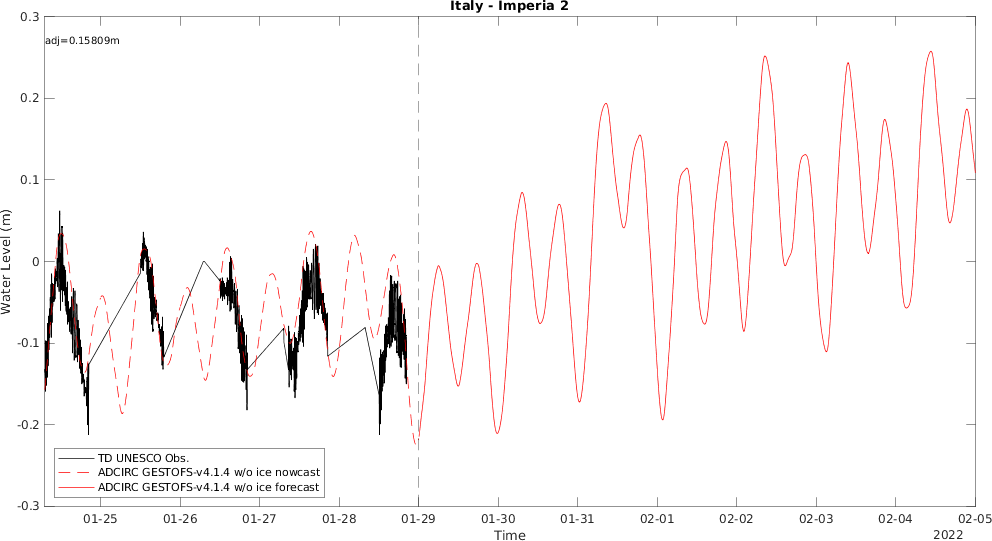 Italy - Imperia 2
adj=0.15809m
Water Level (m)
0.3
0.2
0.1
0
-0.1
-0.2
-0.3
TD UNESCO Obs.
ADCIRC GESTOFS-v4.1.4 w/o ice nowcast
ADCIRC GESTOFS-v4.1.4 w/o ice forecast
01-25 01-26 01-27 01-28 01-29 01-30 01-31 02-01 02-02 02-03 02-04 02-05
Time
2022